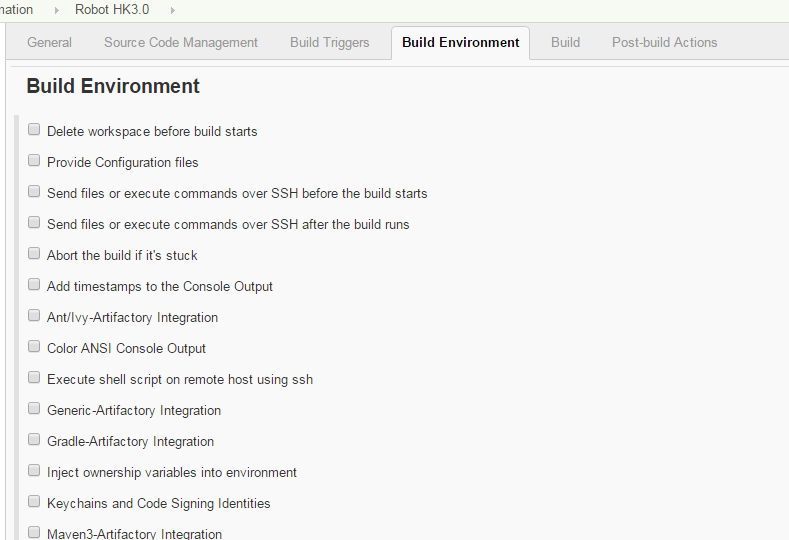 mation Robot HK3.0
General Source Code Management Build Triggers Build Environment Build Post-build Actions
Build Environment
Delete workspace before build starts
Provide Configuration files
Send files or execute commands over SSH before the build starts
Send files or execute commands over SSH after the build runs
Abort the build if it's stuck
Add timestamps to the Console Output
Ant/Ivy-Artifactory Integration
Color ANSI Console Output
Execute shell script on remote host using ssh
Generic-Artifactory Integration
Gradle-Artifactory Integration
Inject ownership variables into environment
Keychains and Code Signing Identities
Maven3-Artifactory Integration